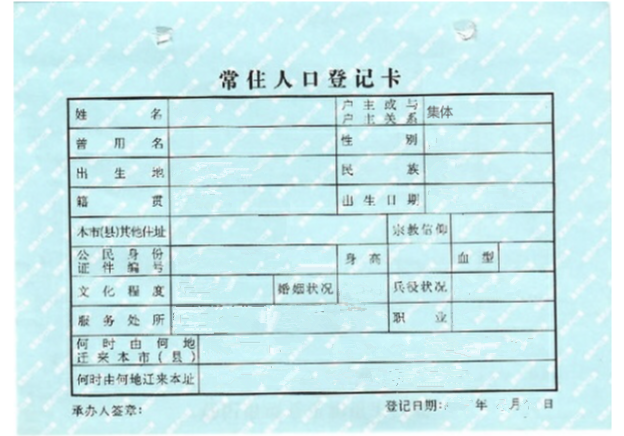 常住人口登记卡
姓名 户主或与户主关系 集体
曾用名 性别
出生地 民族
籍贯 出生日期
本市(县)其他住址 宗教信仰
公民身份证件编号 身高 血型
文化程度 婚姻状况 兵役状况
服务处所 职业
何时由何地迁来本市(县)
何时由何地迁来本址
承办人签章: 登记日期: 年 月 日